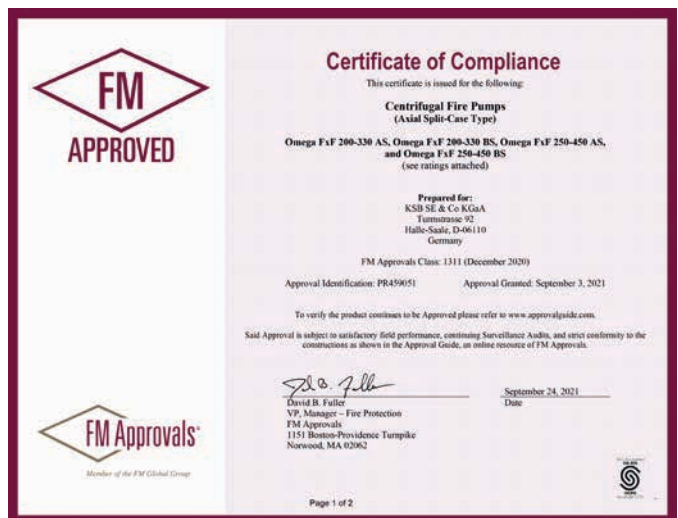 FM
APPROVED
Certificate of Compliance
This certificate is issued for the following:
Centrifugal Fire Pumps
(Axial Split-Case Type)
Omega FxF 200-330 AS, Omega FxF 200-330 BS, Omega FxF 250-450 AS,
and Omega FxF 250-450 BS
(see ratings attached)
Prepared for:
KSB SE & Co KGaA
Turmstrasse 92
Halle-Saale, D-06110
Germany
FM Approvals Class: 1311 (December 2020)
Approval Identification: PR459051 Approval Granted: September 3, 2021
To verify the product continues to be Approved please refer to www.approvalguide.com.
Said Approval is subject to satisfactory field performance, continuing Surveillance Audits, and strict conformity to the
constructions as shown in the Approval Guide, an online resource of FM Approvals.
David B. Fuller
VP, Manager – Fire Protection
FM Approvals
1151 Boston-Providence Turnpike
Norwood, MA 02062
September 24, 2021
Date
FM Approvals
Member of the FM Global Group
Page 1 of 2